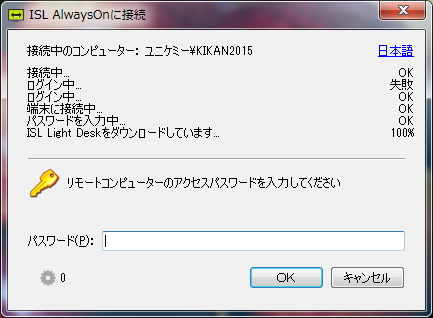 ISL AlwaysOnに接続
接続中のコンピューター: ユニケミー¥KIKAN2015 日本語
接続中... OK
ログイン中... 失敗
ログイン中... OK
端末に接続中... OK
パスワードを入力中... OK
ISL Light Deskをダウンロードしています... 100%
リモートコンピューターのアクセスパスワードを入力してください
パスワード(P):
0 OK キャンセル